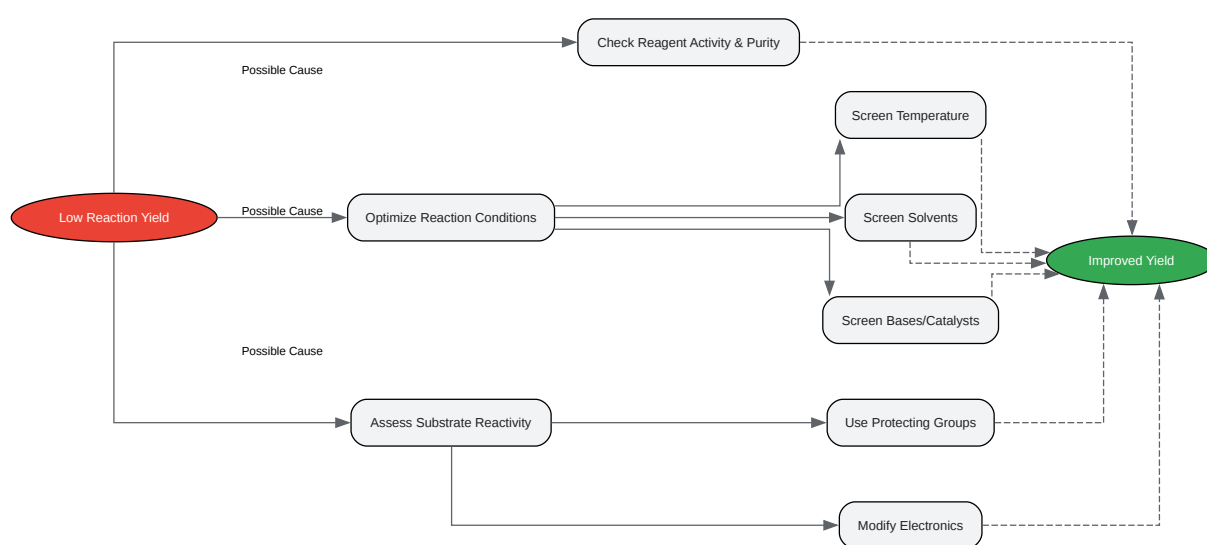 Check Reagent Activity & Purity
Possible Cause
Screen Temperature
Low Reaction Yield
Possible Cause
Optimize Reaction Conditions
Screen Solvents
Improved Yield
Screen Bases/Catalysts
Possible Cause
Assess Substrate Reactivity
Use Protecting Groups
Modify Electronics